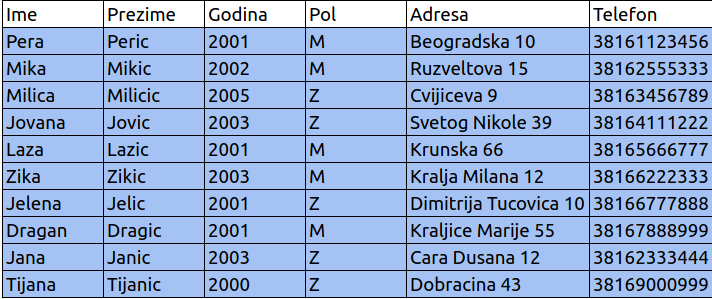 Ime Prezime Godina Pol Adresa Telefon
Pera Peric 2001 M Beogradska 10 38161123456
Mika Mikic 2002 M Ruzveltova 15 38162555333
Milica Milicic 2005 Z Cvijiceva 9 38163456789
Jovana Jovic 2003 Z Svetog Nikole 39 38164111222
Laza Lazic 2001 M Krunska 66 38165666777
Zika Zikic 2003 M Kralja Milana 12 38166222333
Jelena Jelic 2001 Z Dimitrija Tucovica 10 38166777888
Dragan Dragic 2001 M Kraljice Marije 55 38167888999
Jana Janic 2003 Z Cara Dusana 12 38162333444
Tijana Tijanic 2000 Z Dobracina 43 38169000999